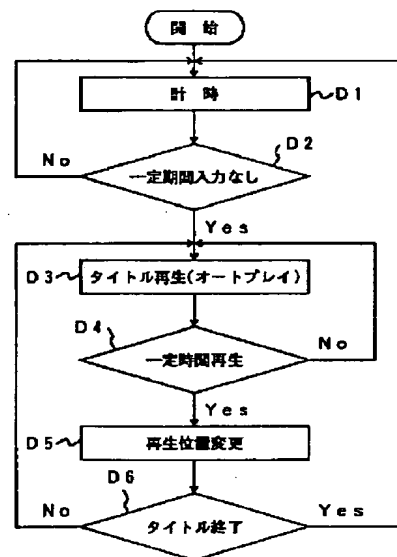 開始
計時
D1
D2
No
一定期間入力なし
Yes
D3
タイトル再生(オートプレイ)
D4
一定時間再生
No
Yes
D5
再生位置変更
D6
No
タイトル終了
Yes